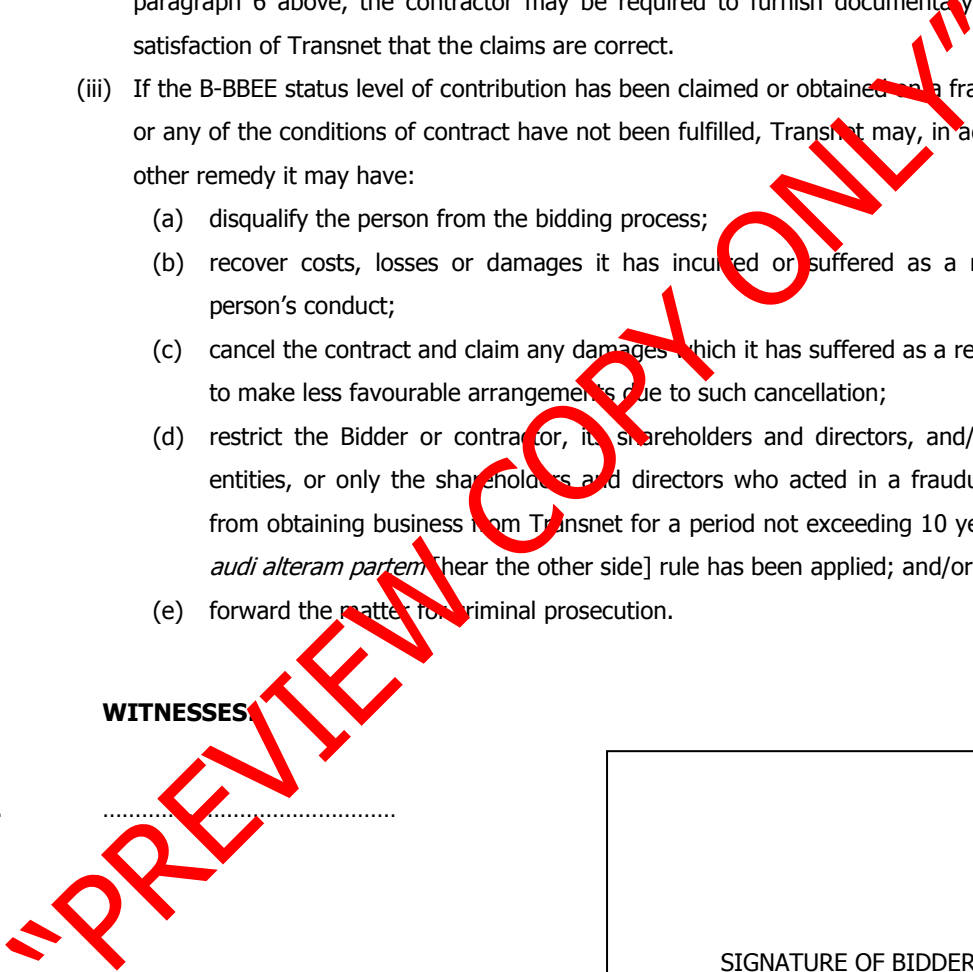 paragraph 6 above, the contractor may be required to furnish documentary
satisfaction of Transnet that the claims are correct.
(iii) If the B-BBEE status level of contribution has been claimed or obtained on a fra
or any of the conditions of contract have not been fulfilled, Transnet may, in a
other remedy it may have:
(a) disqualify the person from the bidding process;
(b) recover costs, losses or damages it has incurred or suffered as a r
person's conduct;
(c) cancel the contract and claim any damages which it has suffered as a re
to make less favourable arrangements due to such cancellation;
(d) restrict the Bidder or contractor, its shareholders and directors, and/
entities, or only the shareholders and directors who acted in a fraudu
from obtaining business from Transnet for a period not exceeding 10 ye
audi alteram partem [hear the other side] rule has been applied; and/or
(e) forward the matter for criminal prosecution.
WITNESSES:
.............................................
SIGNATURE OF BIDDER
"PREVIEW COPY ONLY"